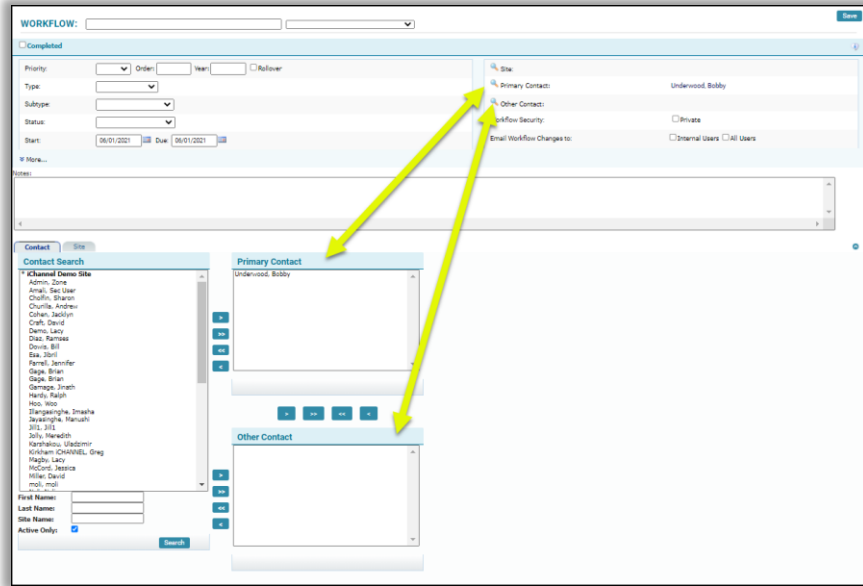 WORKFLOW:
Save
Completed
Priority: Order: Year: Rollover
Type:
Subtype:
Status:
Start: 06/01/2021 Due: 06/01/2021
More...
Site:
Primary Contact: Underwood, Bobby
Other Contact:
orkflow Security: Private
Email Workflow Changes to: Internal Users All Users
Notes:
Contact Site
Contact Search
* iChannel Demo Site
Admin, Zone
Amali, Sec User
Cholfin, Sharon
Churilla, Andrew
Cohen, Jacklyn
Craft, David
Demo, Lacy
Diaz, Ramses
Dowis, Bill
Esa, Jibril
Farrell, Jennifer
Gage, Brian
Gage, Brian
Gamage, Jinath
Hardy, Ralph
Hoo, Woo
Illangasinghe, Imasha
Jayasinghe, Manushi
Jill1, Jill1
Jolly, Meredith
Karshakou, Uladzimir
Kirkham iCHANNEL, Greg
Magby, Lacy
McCord, Jessica
Miller, David
moli, moli
First Name:
Last Name:
Site Name:
Active Only:
Search
>
>>
<<
<
Primary Contact
Underwood, Bobby
> >> << <
>
>>
<<
<
Other Contact